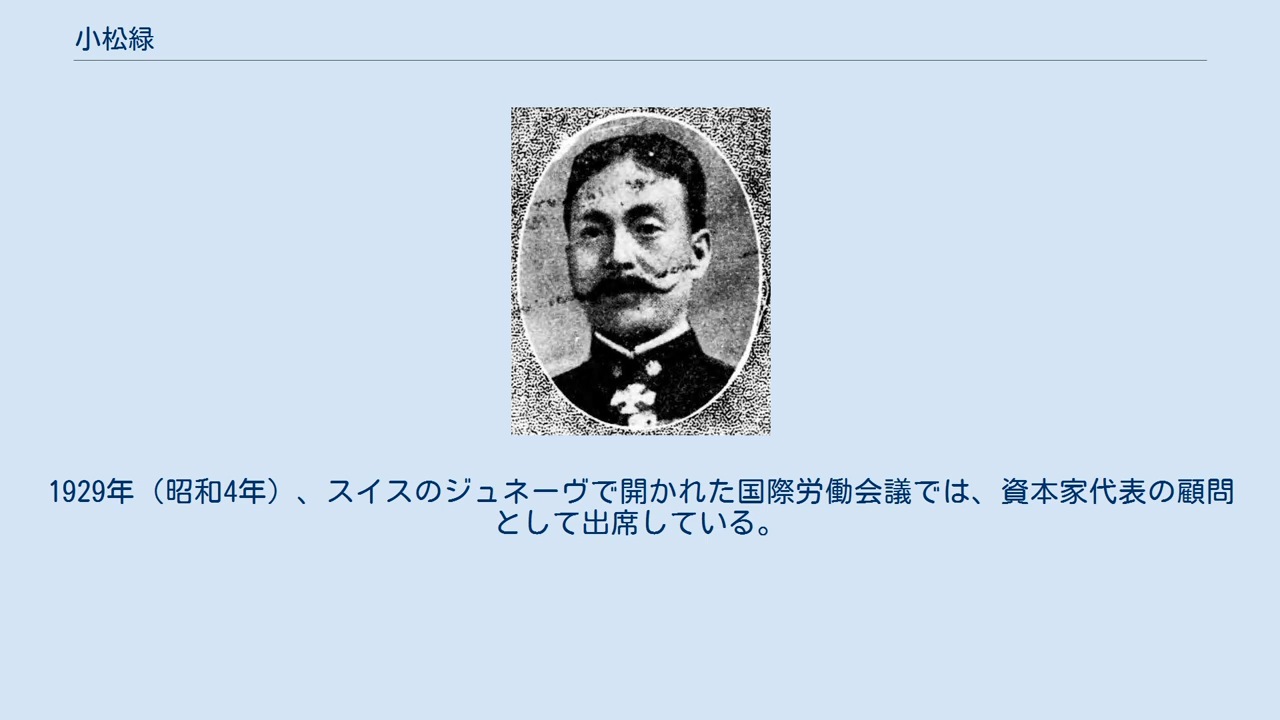 小松緑
1929年（昭和4年）、スイスのジュネーヴで開かれた国際労働会議では、資本家代表の顧問
として出席している。